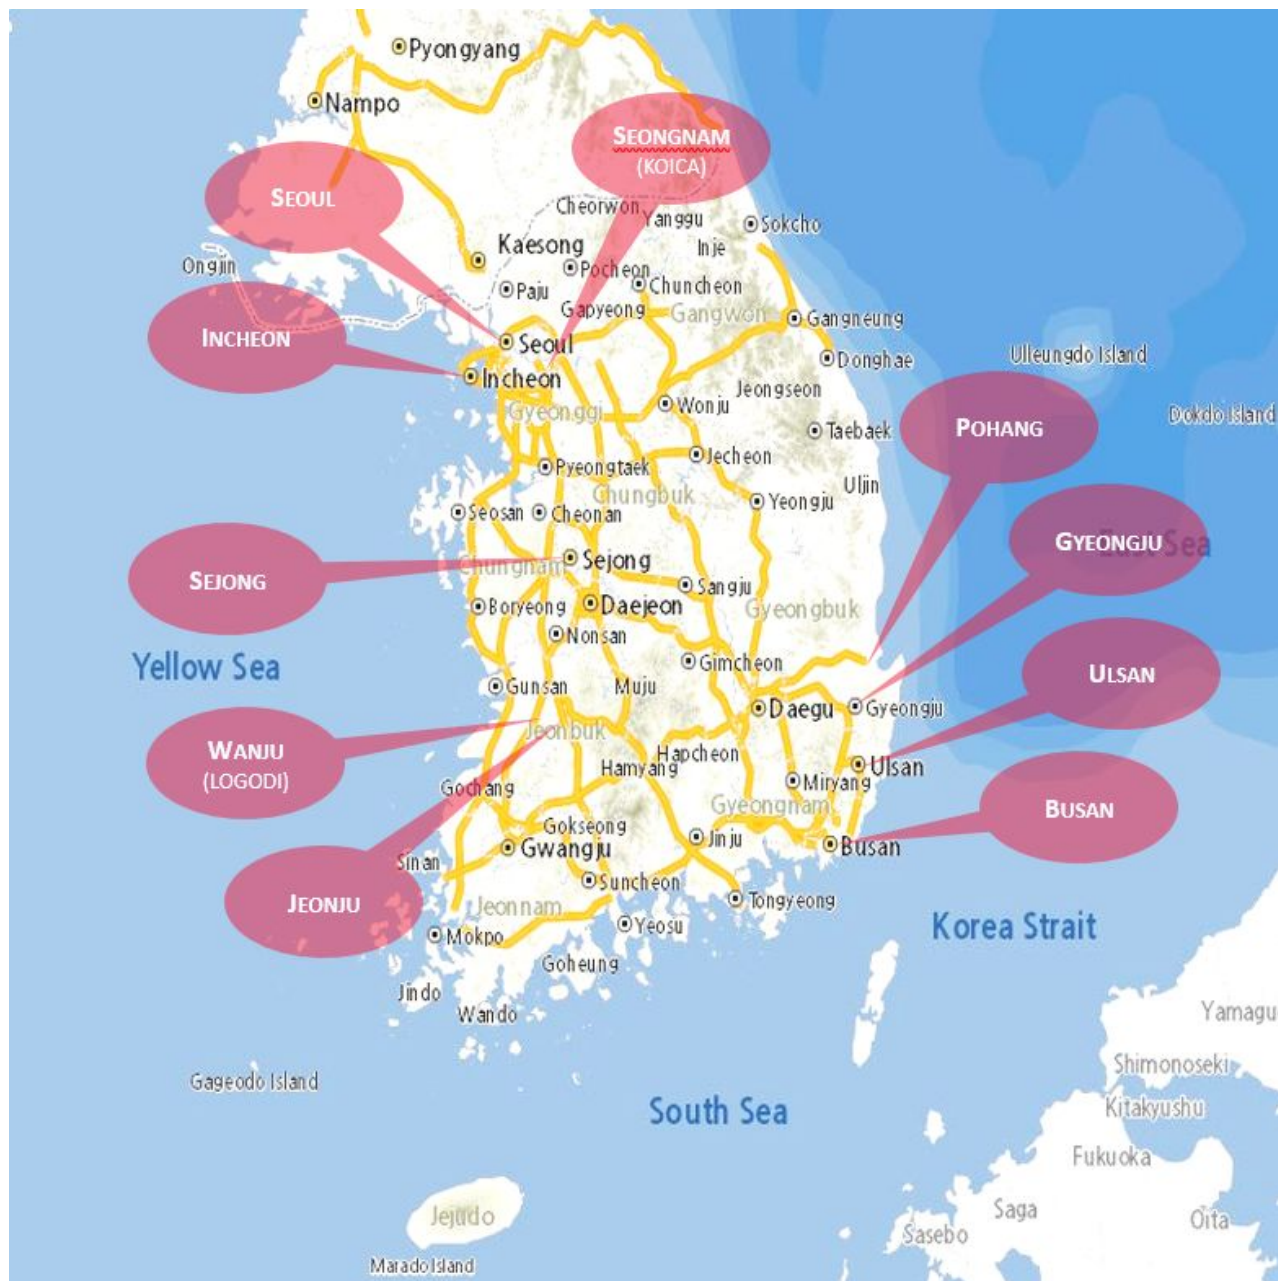 Pyongyang
Nampo
SEONGNAM
(KOICA)
SEOUL
Cheorwon
Yanggu
Sokcho
Kaesong
Inje
Ongjin
Pocheon
Paju
Chuncheon
Gapyeong
Gangwon
Gangneung
INCHEON
Seoul
Ulleungdo Island
Donghae
Incheon
Jeongseon
Gyeonggi
Wonju
Dokdo Island
POHANG
Taebaek
Jecheon
Pyeongtaek
Uljin
Chungbuk
Yeongju
Seosan
Cheonan
GYEONGJU
East Sea
Sejong
Chungnam
SEJONG
Sangju
Boryeong
Daejeon
Gyeongbuk
Nonsan
Yellow Sea
Gimcheon
ULSAN
Gunsan
Muju
Daegu
Gyeongju
Jeonbuk
WANJU
(LOGODI)
Hapcheon
Hamyang
Ulsan
Miryang
Gochang
Gyeongnam
BUSAN
Gokseong
Jinju
Gwangju
Busan
Sinan
Suncheon
JEONJU
Tongyeong
Jeonnam
Yeosu
Korea Strait
Mokpo
Goheung
Jindo
Wando
Yamagu
Shimonoseki
Gageodo Island
Kitakyushu
South Sea
Fukuoka
Saga
Jejudo
Oita
Sasebo
Marado Island